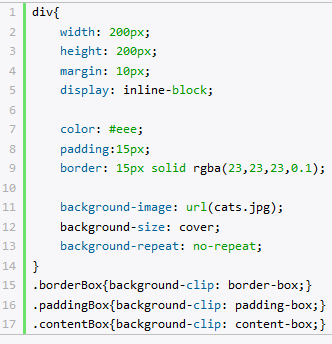 1 div{
2 width: 200px;
3 height: 200px;
4 margin: 10px;
5 display: inline-block;
6
7 color: #eee;
8 padding:15px;
9 border: 15px solid rgba(23,23,23,0.1);
10
11 background-image: url(cats.jpg);
12 background-size: cover;
13 background-repeat: no-repeat;
14 }
15 .borderBox{background-clip: border-box;}
16 .paddingBox{background-clip: padding-box;}
17 .contentBox{background-clip: content-box;}